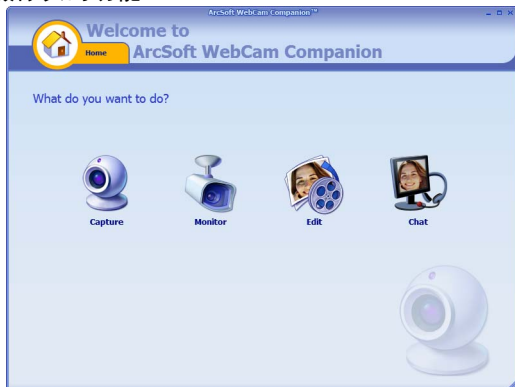 ArcSoft WebCam Companion™
Welcome to
Home
ArcSoft WebCam Companion
What do you want to do?
Capture
Monitor
Edit
Chat